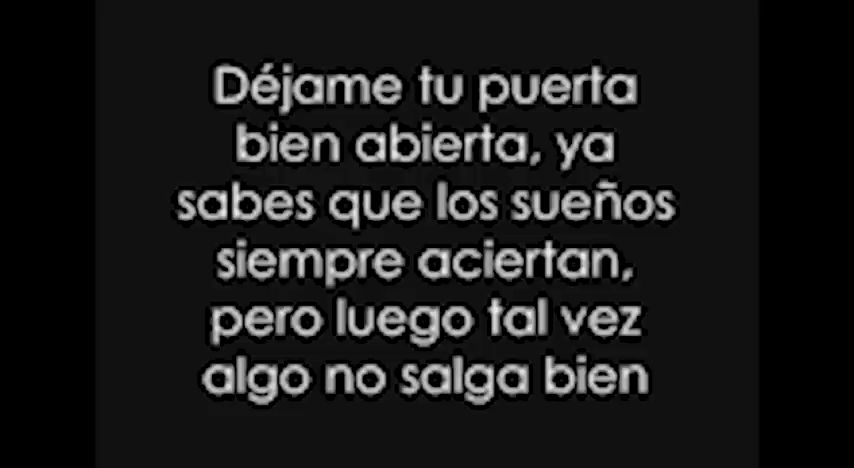 Déjame tu puerta
bien abierta, ya
sabes que los sueños
siempre aciertan,
pero luego tal vez
algo no salga bien